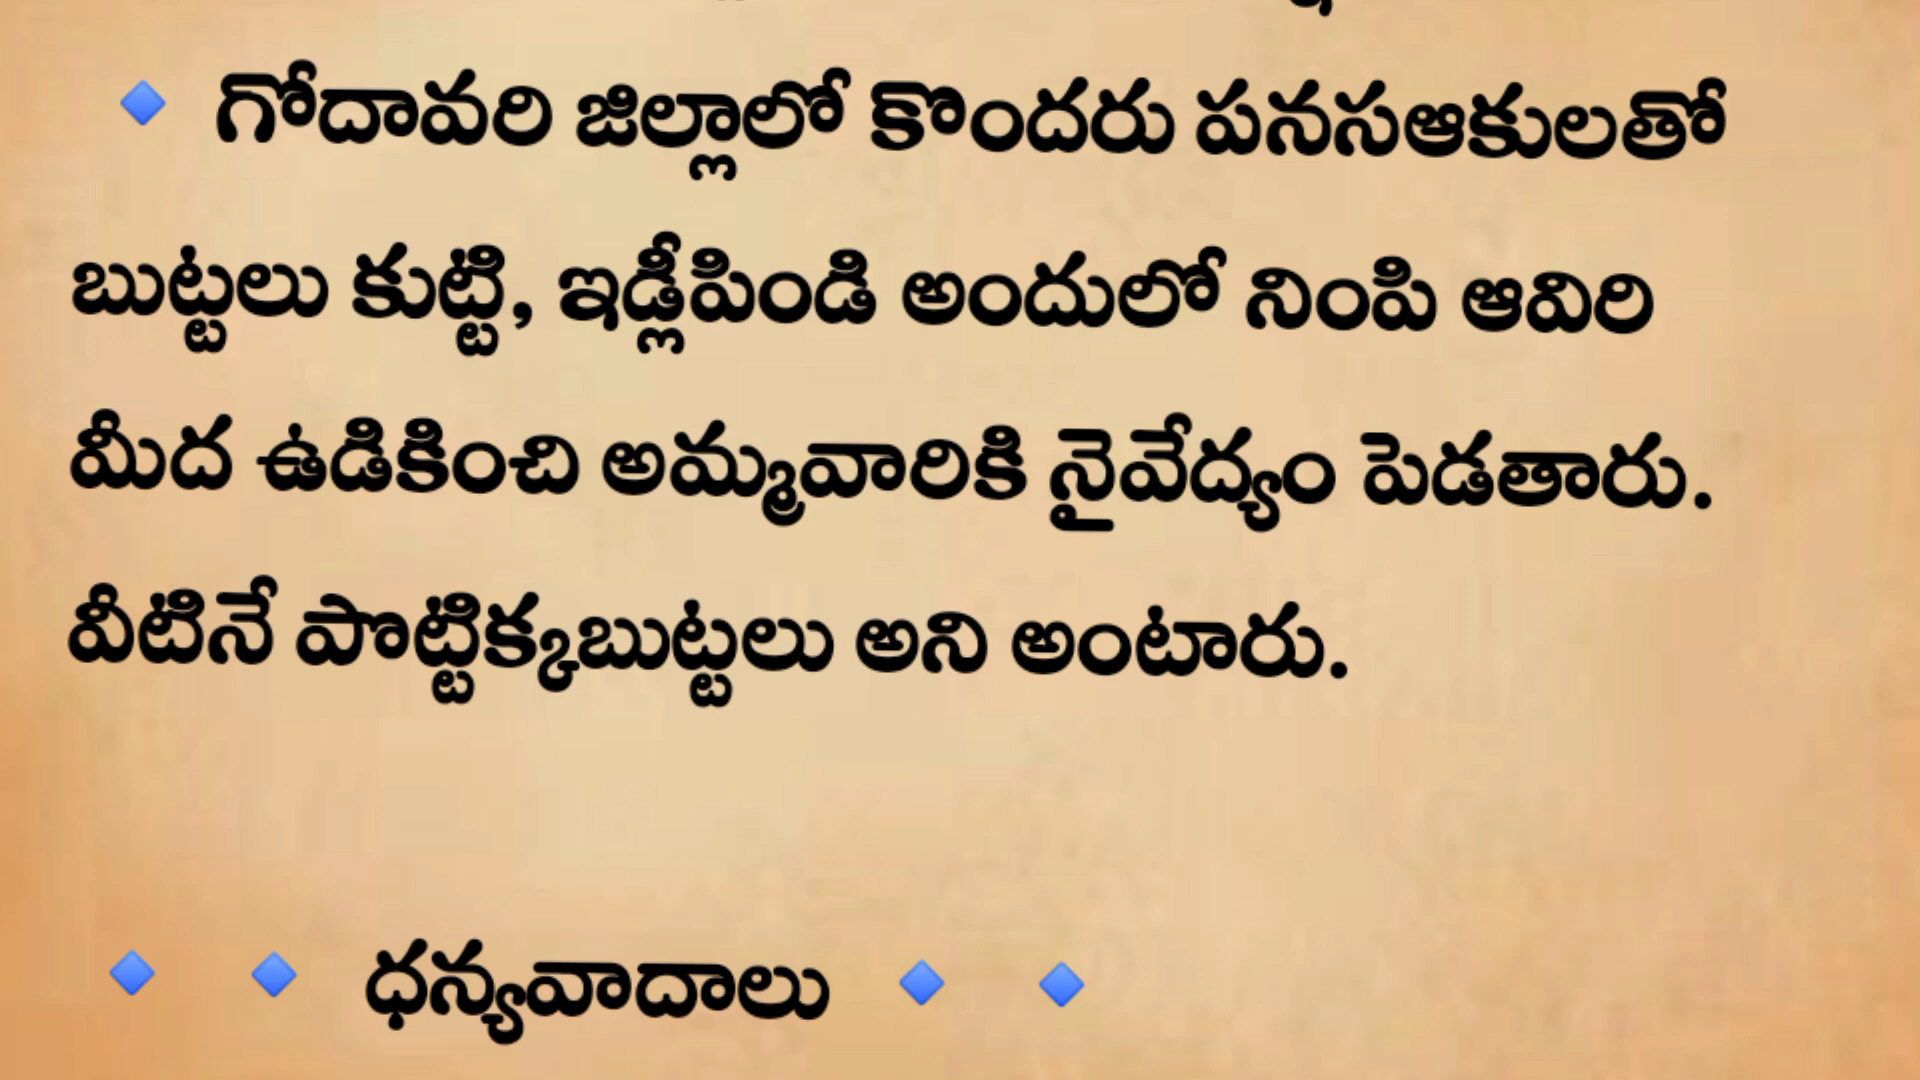 🔹 గోదావరి జిల్లాలో కొందరు పనసఆకులతో
బుట్టలు కుట్టి, ఇడ్లీపిండి అందులో నింపి ఆవిరి
మీద ఉడికించి అమ్మవారికి నైవేద్యం పెడతారు.
వీటినే పొట్టిక్కబుట్టలు అని అంటారు.
🔹 🔹 ధన్యవాదాలు 🔹 🔹